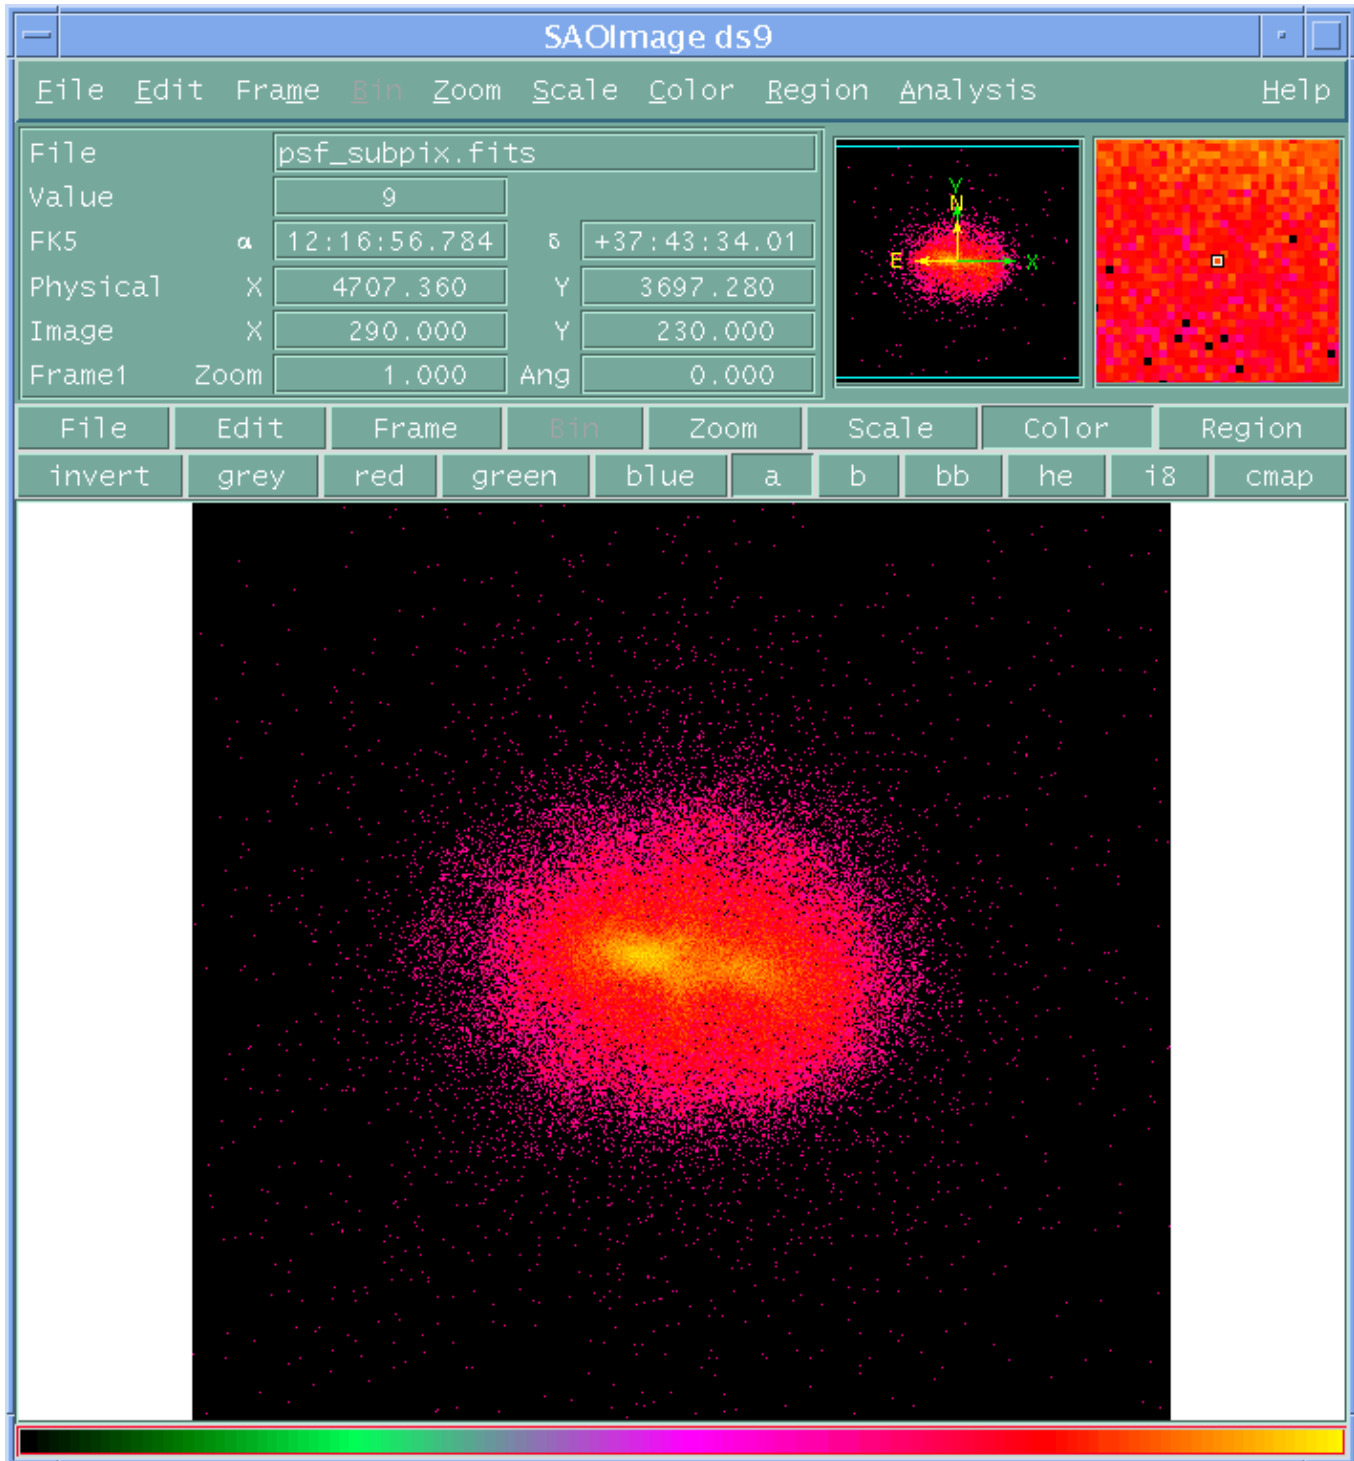 SAOImage ds9
File Edit Frame Bin Zoom Scale Color Region Analysis Help
File psf_subpix.fits
Value 9
FK5 α 12:16:56.784 δ +37:43:34.01
Physical X 4707.360 Y 3697.280
Image X 290.000 Y 230.000
Frame1 Zoom 1.000 Ang 0.000
Y
N
E X
File Edit Frame Bin Zoom Scale Color Region
invert grey red green blue a b bb he i8 cmap